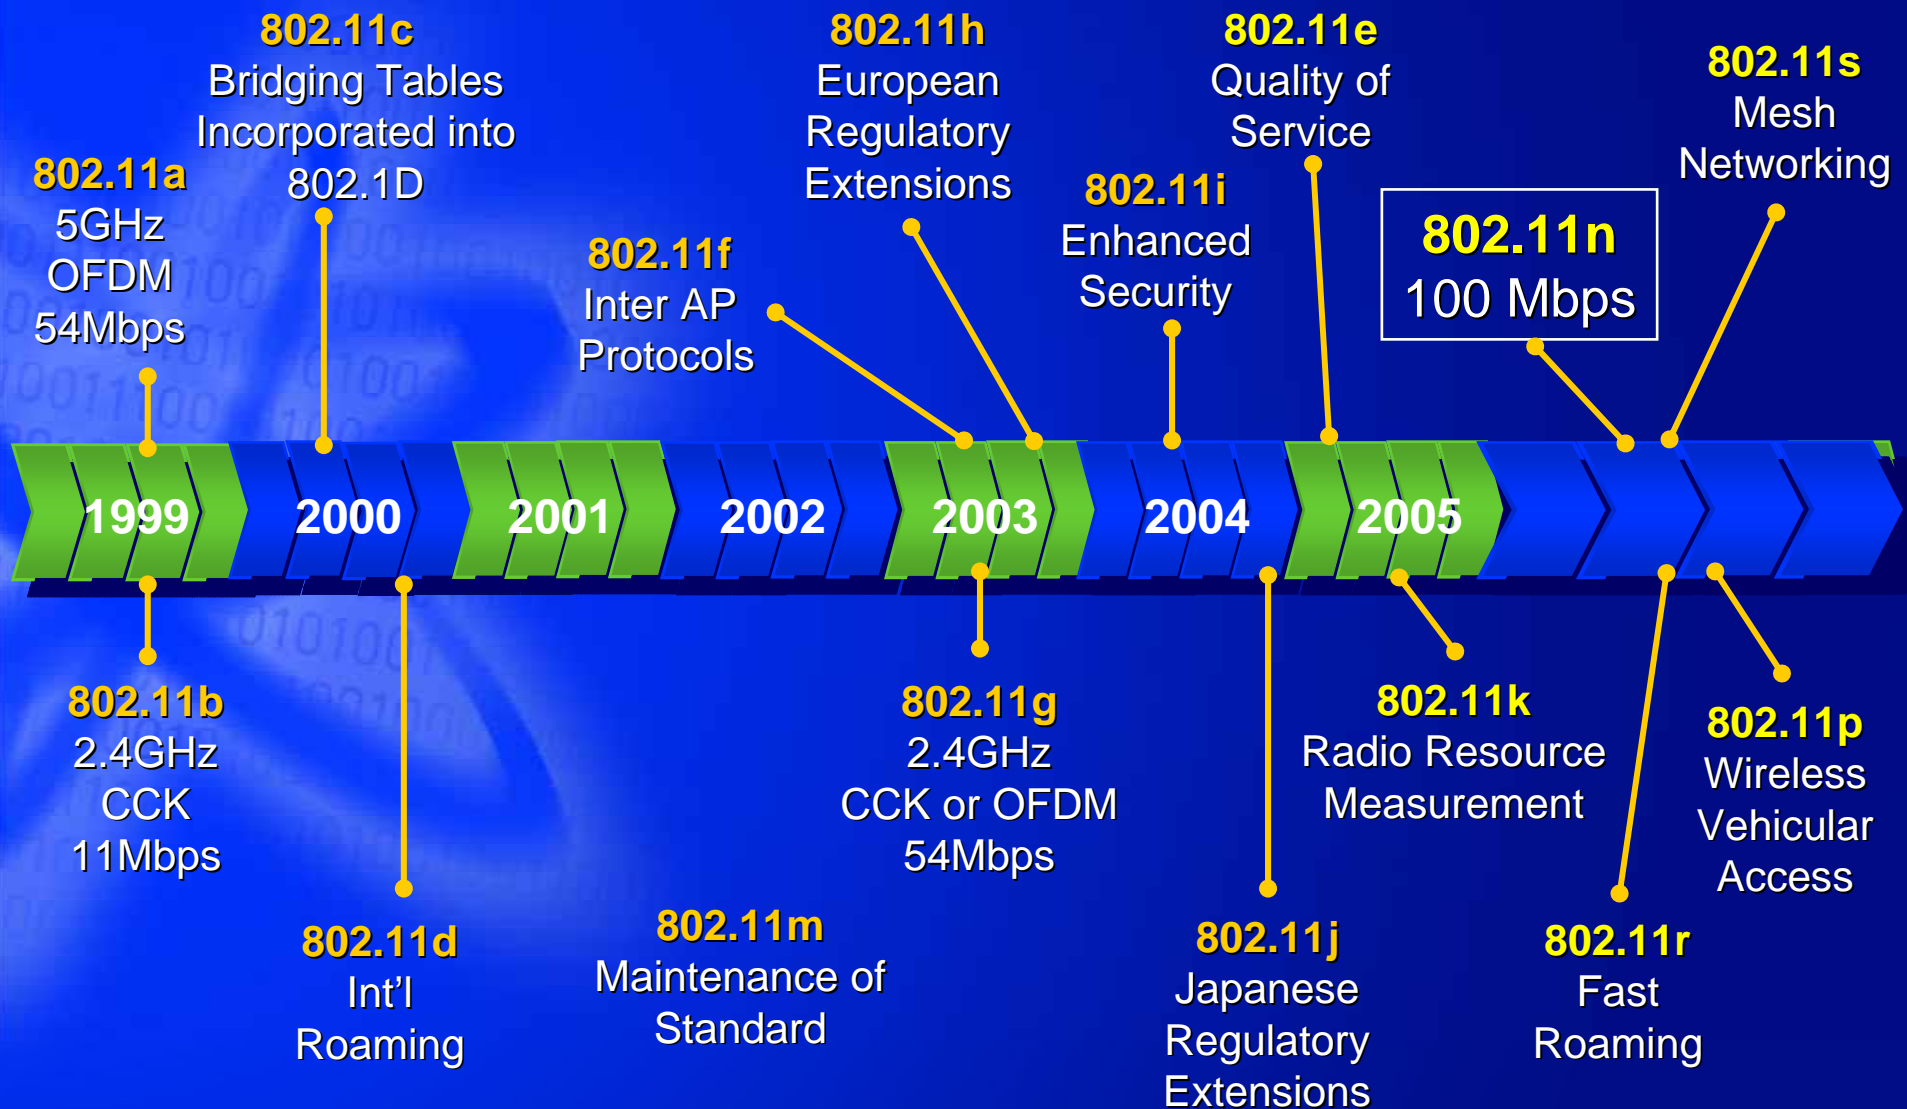 802.11c
Bridging Tables
Incorporated into
802.1D
802.11h
European
Regulatory
Extensions
802.11e
Quality of
Service
802.11s
Mesh
Networking
802.11a
5GHz
OFDM
54Mbps
802.11f
Inter AP
Protocols
802.11i
Enhanced
Security
802.11n
100 Mbps
1999
2000
2001
2002
2003
2004
2005
802.11b
2.4GHz
CCK
11Mbps
802.11g
2.4GHz
CCK or OFDM
54Mbps
802.11k
Radio Resource
Measurement
802.11p
Wireless
Vehicular
Access
802.11d
Int’l
Roaming
802.11m
Maintenance of
Standard
802.11j
Japanese
Regulatory
Extensions
802.11r
Fast
Roaming